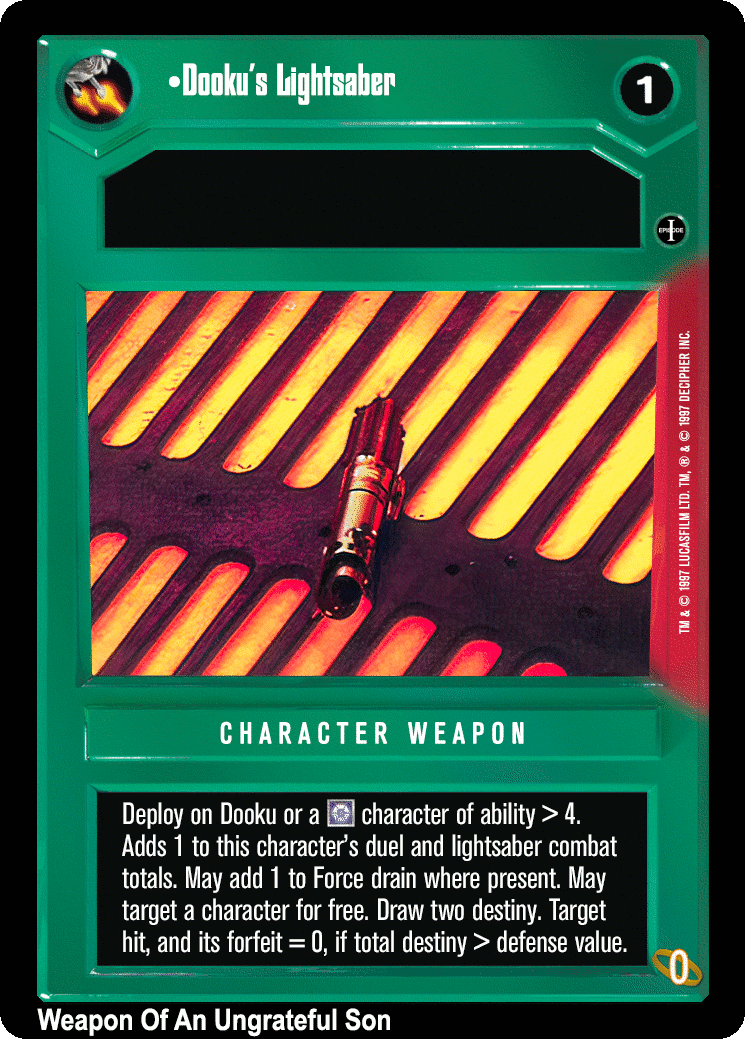 •Dooku's Lightsaber
1
EPISODE
I
TM & © 1997 LUCASFILM LTD. TM, ® & © 1997 DECIPHER INC.
CHARACTER WEAPON
Deploy on Dooku or a character of ability > 4.
Adds 1 to this character's duel and lightsaber combat
totals. May add 1 to Force drain where present. May
target a character for free. Draw two destiny. Target
hit, and its forfeit = 0, if total destiny > defense value.
0
Weapon Of An Ungrateful Son